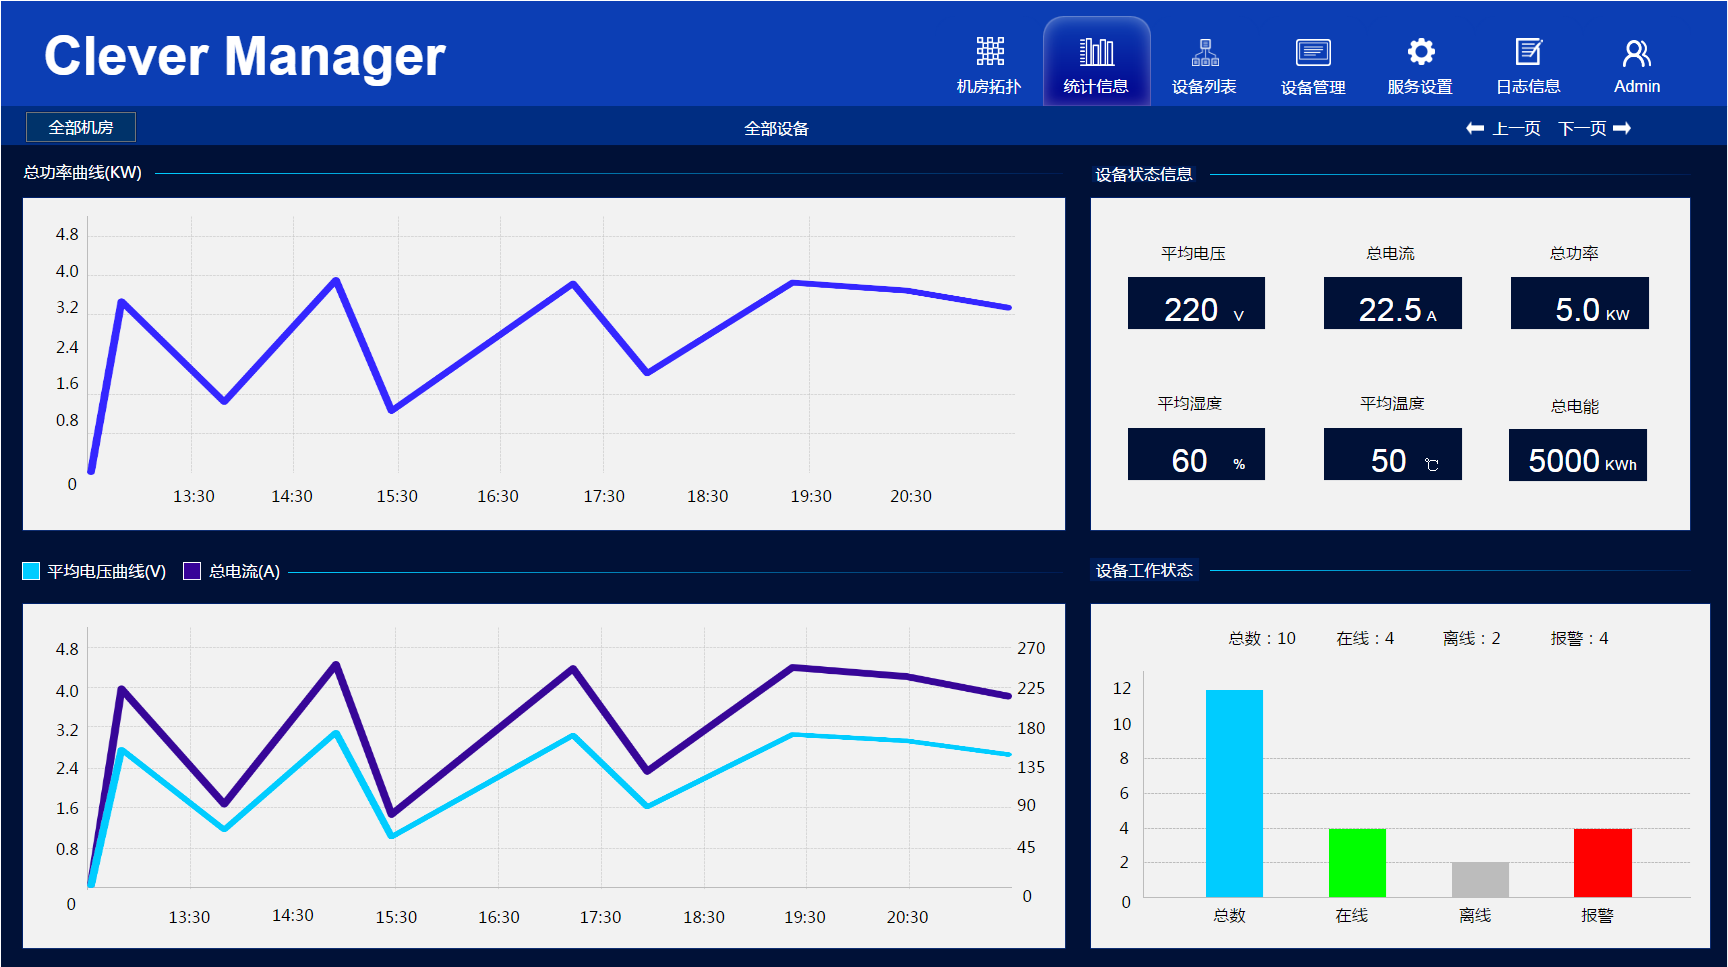 Clever Manager
机房拓扑 统计信息 设备列表 设备管理 服务设置 日志信息 Admin
全部机房 全部设备 上一页 下一页
总功率曲线(KW)
4.8
4.0
3.2
2.4
1.6
0.8
0
13:30 14:30 15:30 16:30 17:30 18:30 19:30 20:30
设备状态信息
平均电压 总电流 总功率
220 V 22.5 A 5.0 KW
平均湿度 平均温度 总电能
60 % 50 ℃ 5000 KWh
平均电压曲线(V) 总电流(A)
4.8
4.0
3.2
2.4
1.6
0.8
0
270
225
180
135
90
45
0
13:30 14:30 15:30 16:30 17:30 18:30 19:30 20:30
设备工作状态
总数：10 在线：4 离线：2 报警：4
12
10
8
6
4
2
0
总数 在线 离线 报警